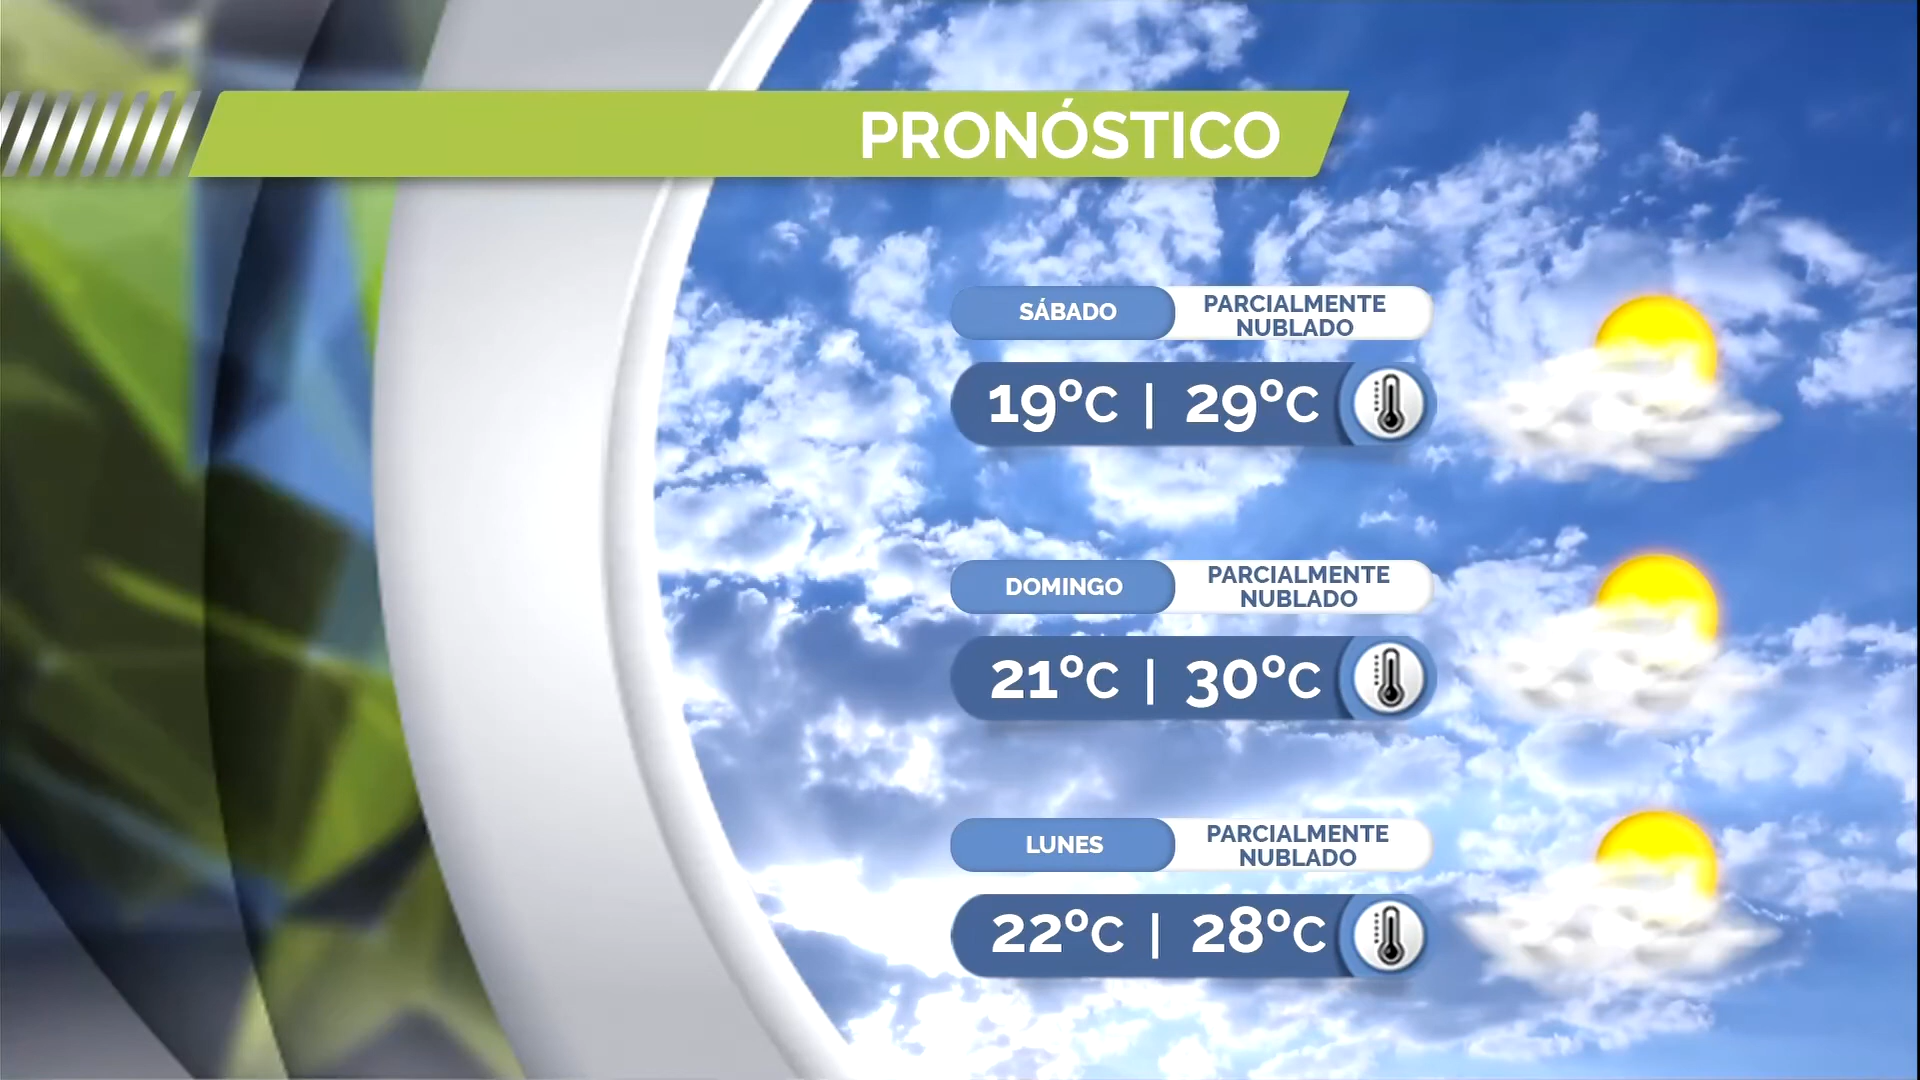 PRONÓSTICO
SÁBADO
PARCIALMENTE
NUBLADO
19°C | 29°C
DOMINGO
PARCIALMENTE
NUBLADO
21°C | 30°C
LUNES
PARCIALMENTE
NUBLADO
22°C | 28°C